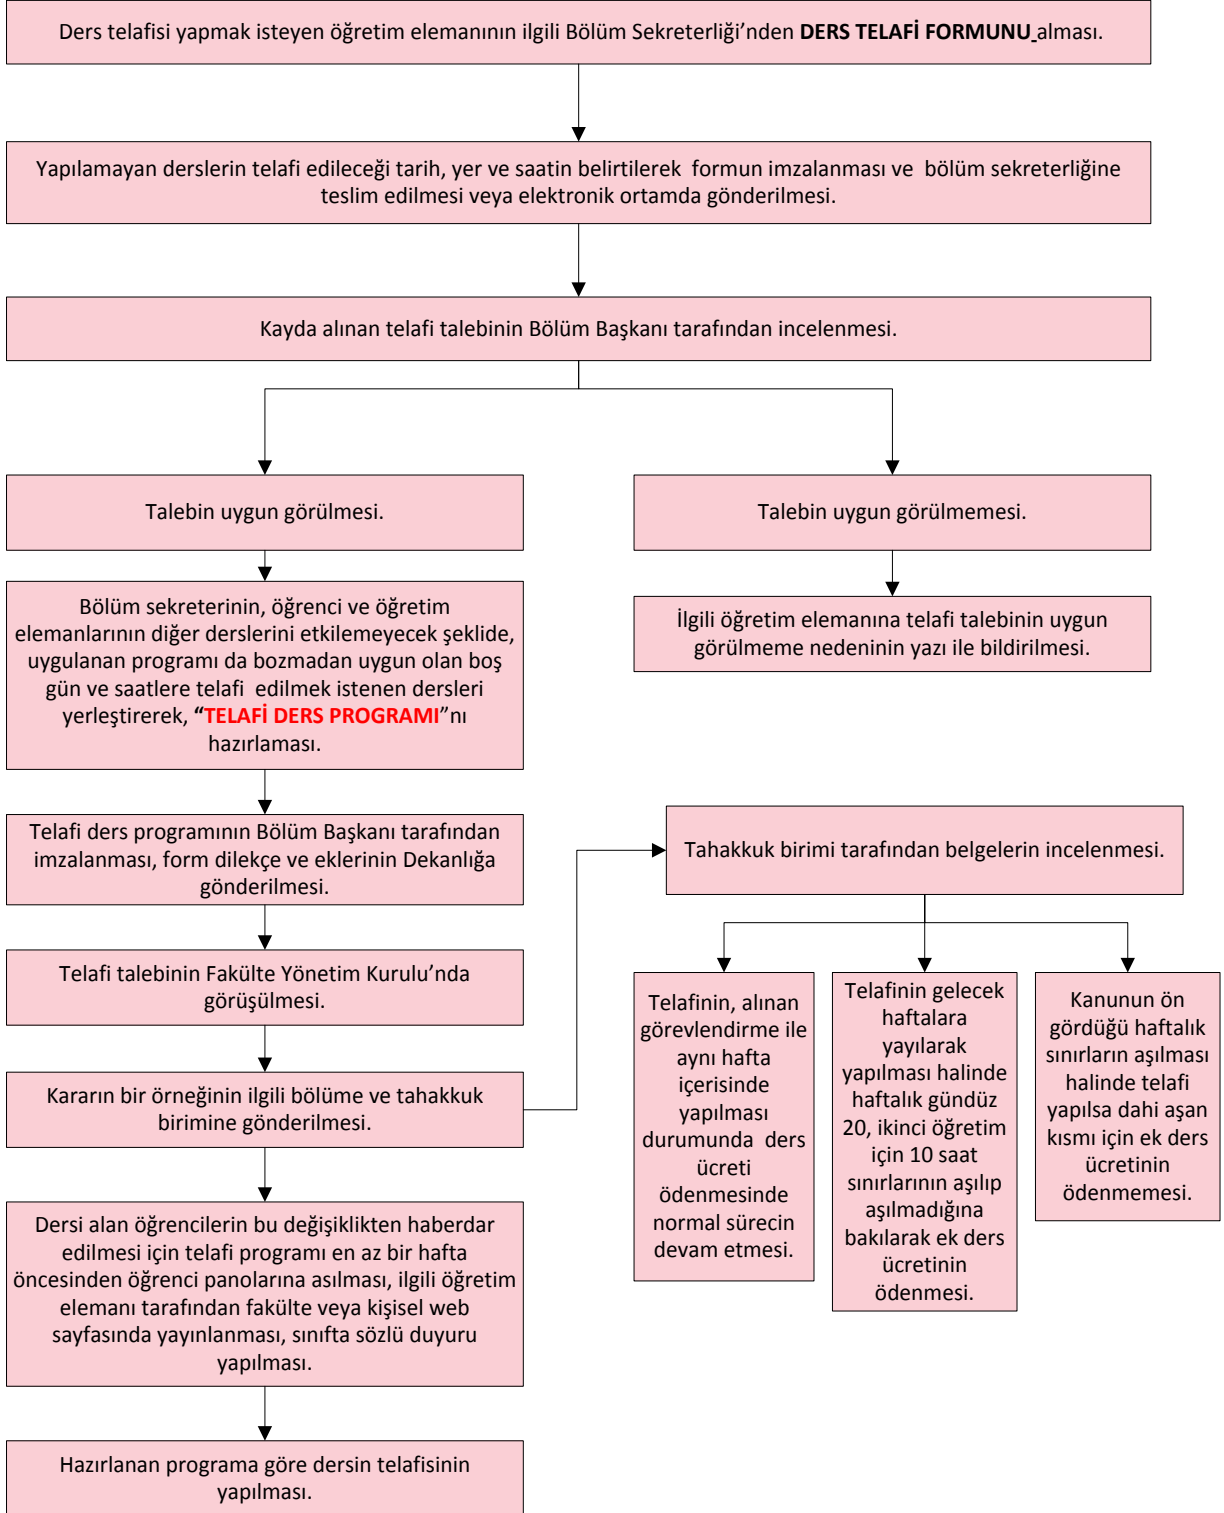 Ders telafisi yapmak isteyen öğretim elemanının ilgili Bölüm Sekreterliği’nden DERS TELAFİ FORMUNU alması.
Yapılamayan derslerin telafi edileceği tarih, yer ve saatin belirtilerek formun imzalanması ve bölüm sekreterliğine
teslim edilmesi veya elektronik ortamda gönderilmesi.
Kayda alınan telafi talebinin Bölüm Başkanı tarafından incelenmesi.
Talebin uygun görülmesi.
Talebin uygun görülmemesi.
Bölüm sekreterinin, öğrenci ve öğretim
elemanlarının diğer derslerini etkilemeyecek şeklide,
uygulanan programı da bozmadan uygun olan boş
gün ve saatlere telafi edilmek istenen dersleri
yerleştirerek, “TELAFİ DERS PROGRAMI”nı
hazırlaması.
İlgili öğretim elemanına telafi talebinin uygun
görülmeme nedeninin yazı ile bildirilmesi.
Telafi ders programının Bölüm Başkanı tarafından
imzalanması, form dilekçe ve eklerinin Dekanlığa
gönderilmesi.
Telafi talebinin Fakülte Yönetim Kurulu’nda
görüşülmesi.
Kararın bir örneğinin ilgili bölüme ve tahakkuk
birimine gönderilmesi.
Tahakkuk birimi tarafından belgelerin incelenmesi.
Telafinin, alınan
görevlendirme ile
aynı hafta
içerisinde
yapılması
durumunda ders
ücreti
ödenmesinde
normal sürecin
devam etmesi.
Telafinin gelecek
haftalara
yayılarak
yapılması halinde
haftalık gündüz
20, ikinci öğretim
için 10 saat
sınırlarının aşılıp
aşılmadığına
bakılarak ek ders
ücretinin
ödenmesi.
Kanunun ön
gördüğü haftalık
sınırların aşılması
halinde telafi
yapılsa dahi aşan
kısmı için ek ders
ücretinin
ödenmemesi.
Dersi alan öğrencilerin bu değişiklikten haberdar
edilmesi için telafi programı en az bir hafta
öncesinden öğrenci panolarına asılması, ilgili öğretim
elemanı tarafından fakülte veya kişisel web
sayfasında yayınlanması, sınıfta sözlü duyuru
yapılması.
Hazırlanan programa göre dersin telafisinin
yapılması.